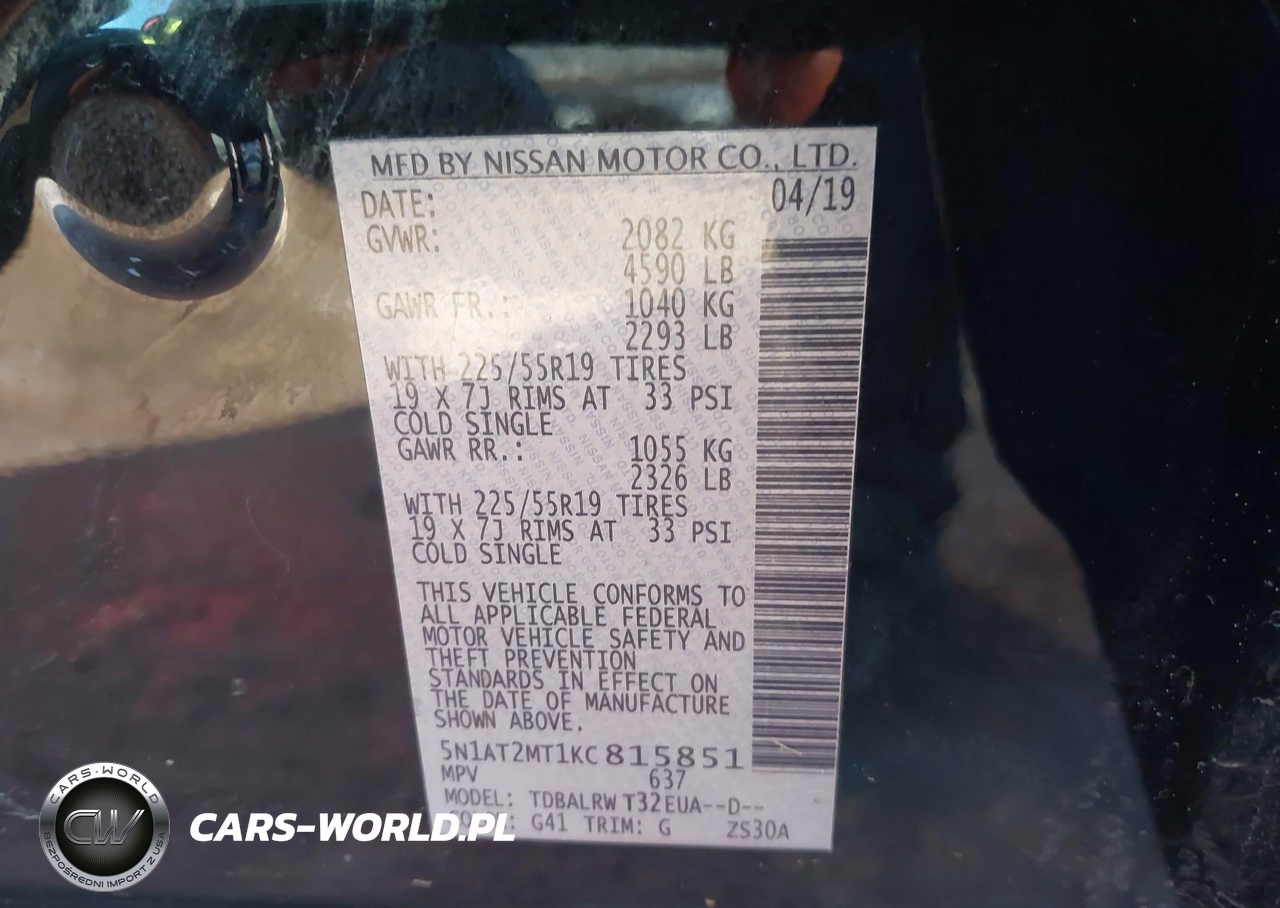 MFD BY NISSAN MOTOR CO., LTD.
DATE: 04/19
GVWR: 2082 KG
4590 LB
GAWR FR.: 1040 KG
2293 LB
WITH 225/55R19 TIRES
19 X 7J RIMS AT 33 PSI
COLD SINGLE
GAWR RR.: 1055 KG
2326 LB
WITH 225/55R19 TIRES
19 X 7J RIMS AT 33 PSI
COLD SINGLE
THIS VEHICLE CONFORMS TO
ALL APPLICABLE FEDERAL
MOTOR VEHICLE SAFETY AND
THEFT PREVENTION
STANDARDS IN EFFECT ON
THE DATE OF MANUFACTURE
SHOWN ABOVE.
5N1AT2MT1KC815851
MPV 637
MODEL: TDBALRW T32EUA--D--
G41 TRIM: G ZS30A
CARS-WORLD
CW
BEZPOŚREDNI IMPORT Z USA
CARS-WORLD.PL